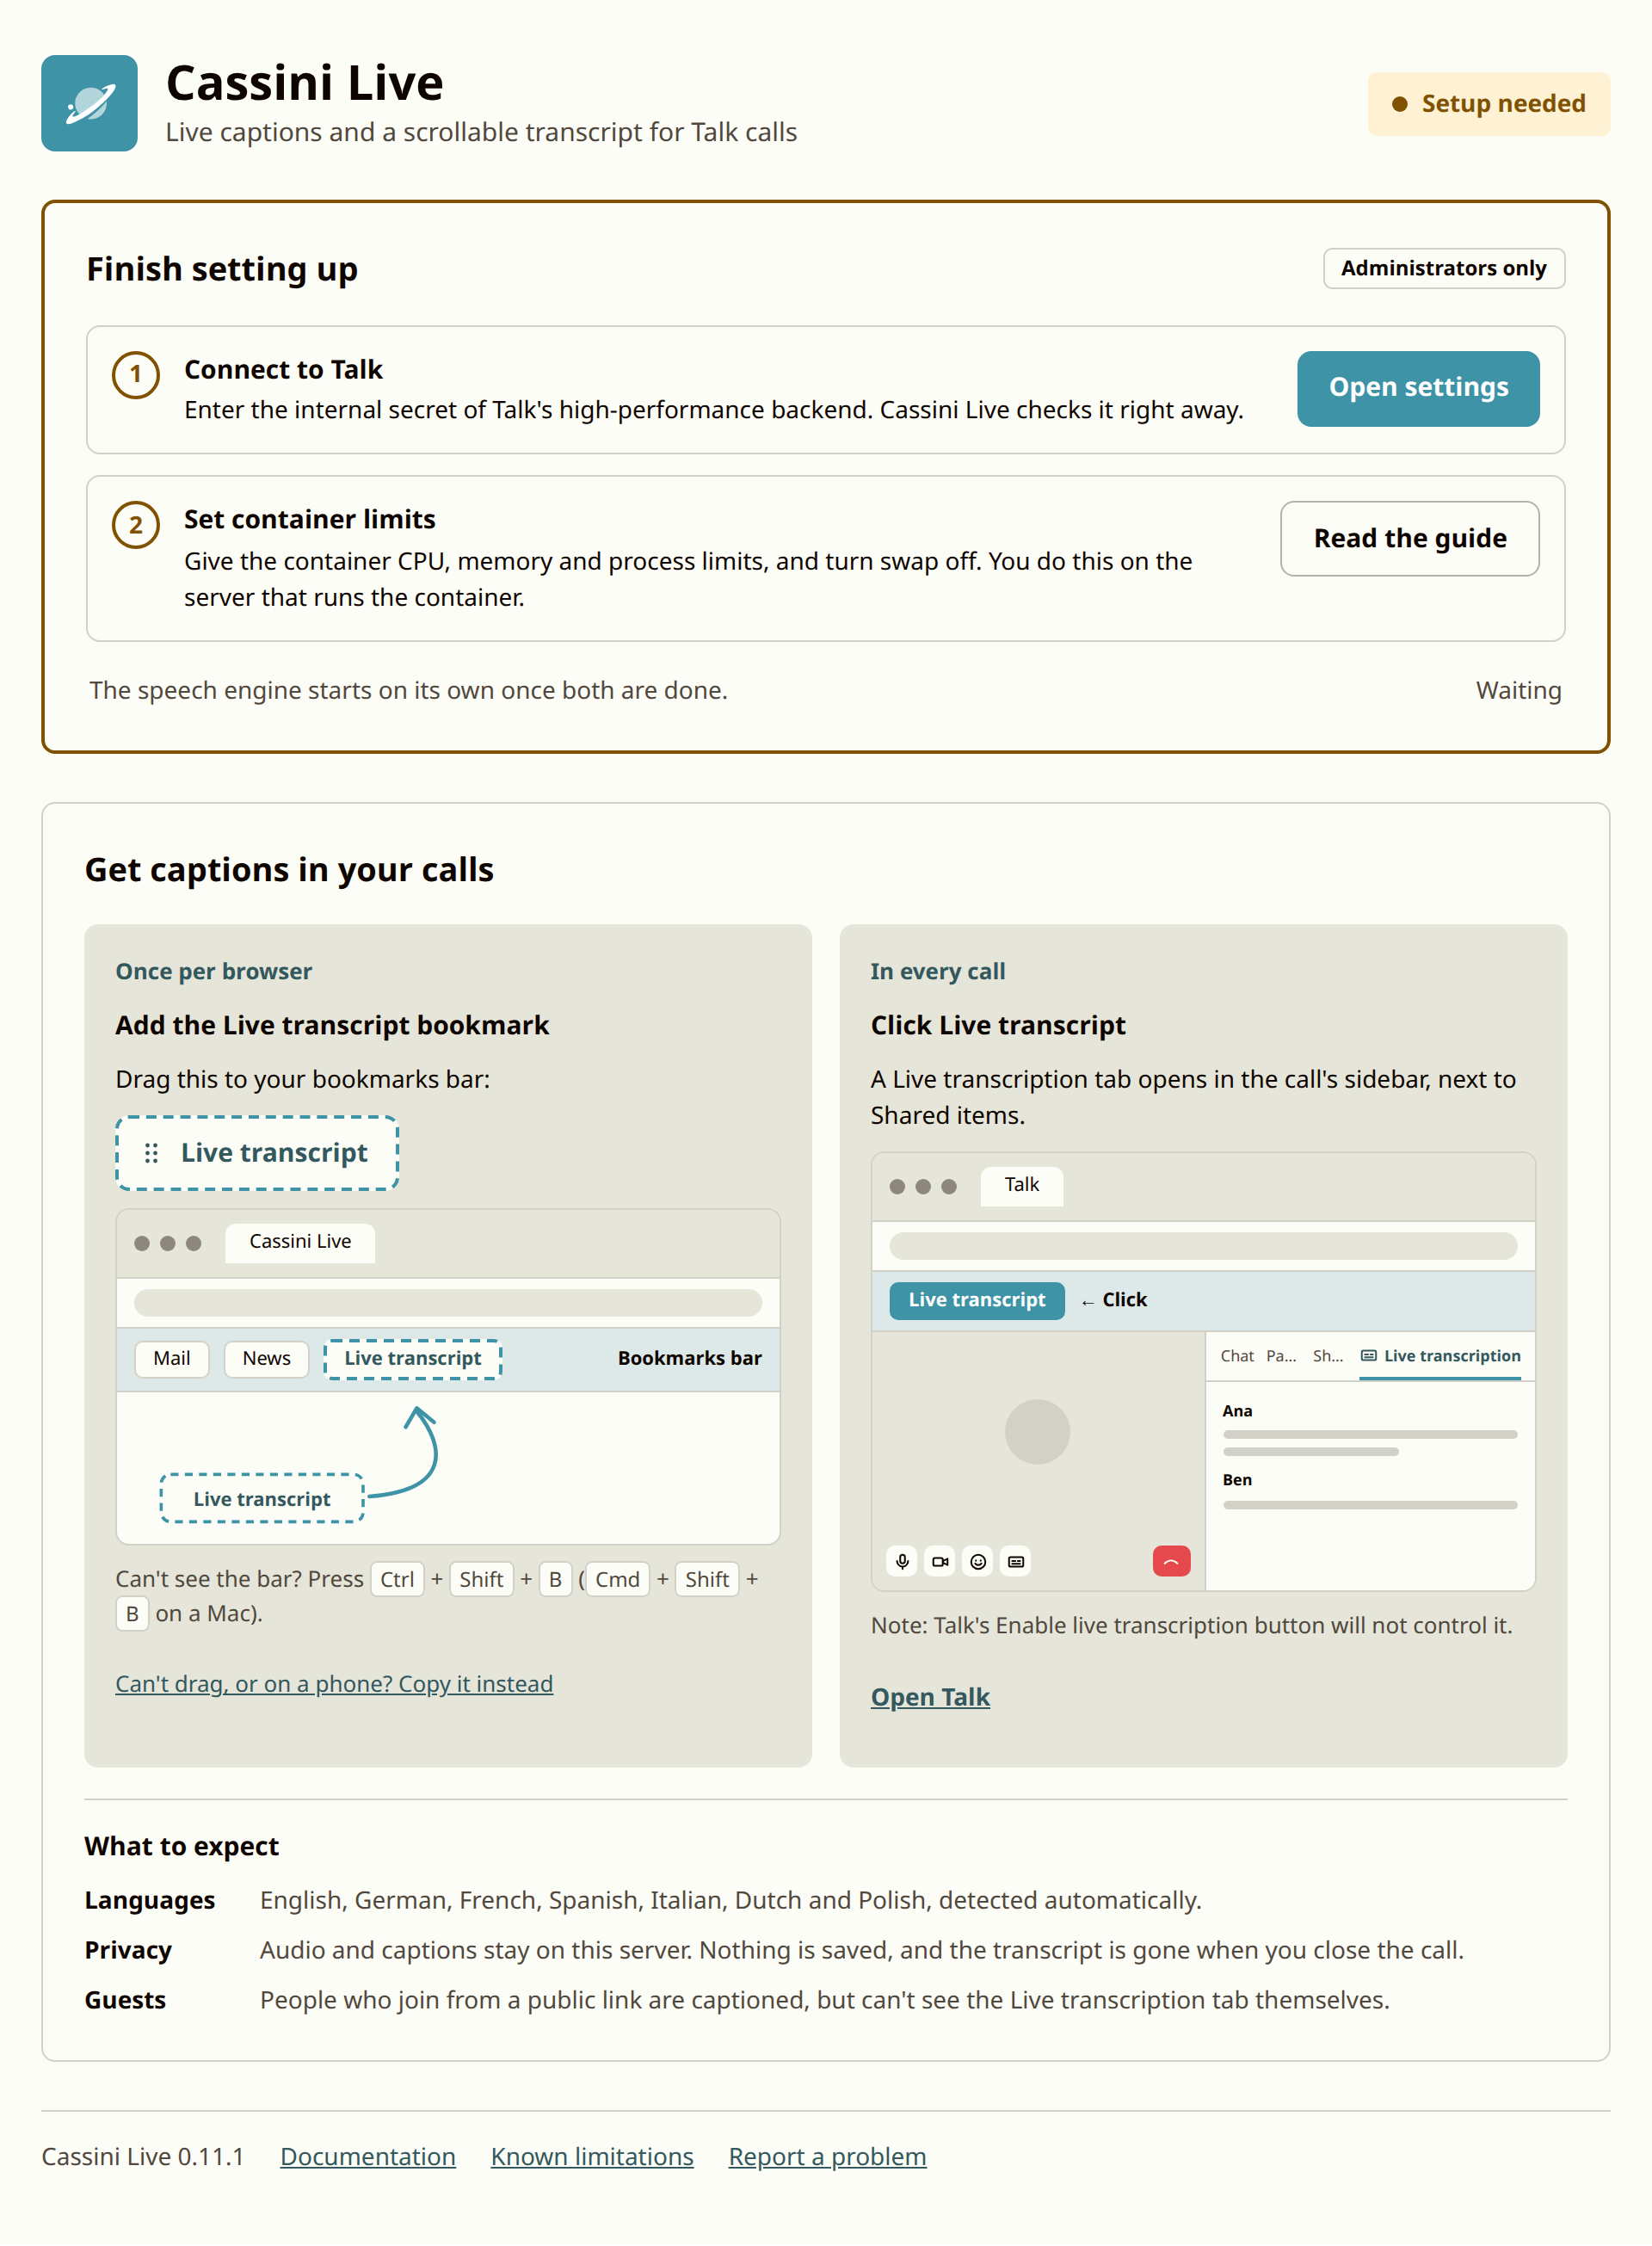 Cassini Live
Live captions and a scrollable transcript for Talk calls
Setup needed
Finish setting up
Administrators only
1
Connect to Talk
Enter the internal secret of Talk's high-performance backend. Cassini Live checks it right away.
Open settings
2
Set container limits
Give the container CPU, memory and process limits, and turn swap off. You do this on the
server that runs the container.
Read the guide
The speech engine starts on its own once both are done.
Waiting
Get captions in your calls
Once per browser
Add the Live transcript bookmark
Drag this to your bookmarks bar:
Live transcript
Cassini Live
Mail
News
Live transcript
Bookmarks bar
Live transcript
Can't see the bar? Press Ctrl + Shift + B (Cmd + Shift +
B on a Mac).
Can't drag, or on a phone? Copy it instead
In every call
Click Live transcript
A Live transcription tab opens in the call's sidebar, next to
Shared items.
Talk
Live transcript
← Click
Chat
Pa...
Sh...
Live transcription
Ana
Ben
Note: Talk's Enable live transcription button will not control it.
Open Talk
What to expect
Languages English, German, French, Spanish, Italian, Dutch and Polish, detected automatically.
Privacy Audio and captions stay on this server. Nothing is saved, and the transcript is gone when you close the call.
Guests People who join from a public link are captioned, but can't see the Live transcription tab themselves.
Cassini Live 0.11.1 Documentation Known limitations Report a problem